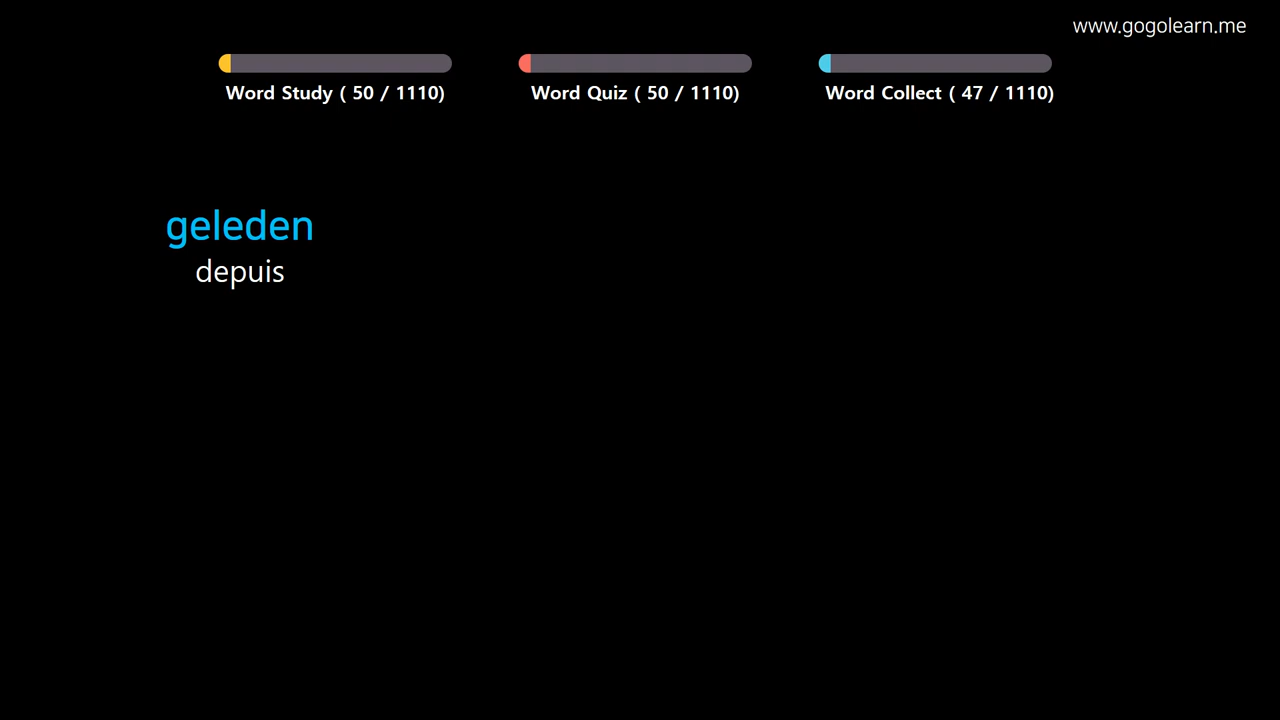 www.gogolearn.me
Word Study ( 50 / 1110)
Word Quiz ( 50 / 1110)
Word Collect ( 47 / 1110)
geleden
depuis